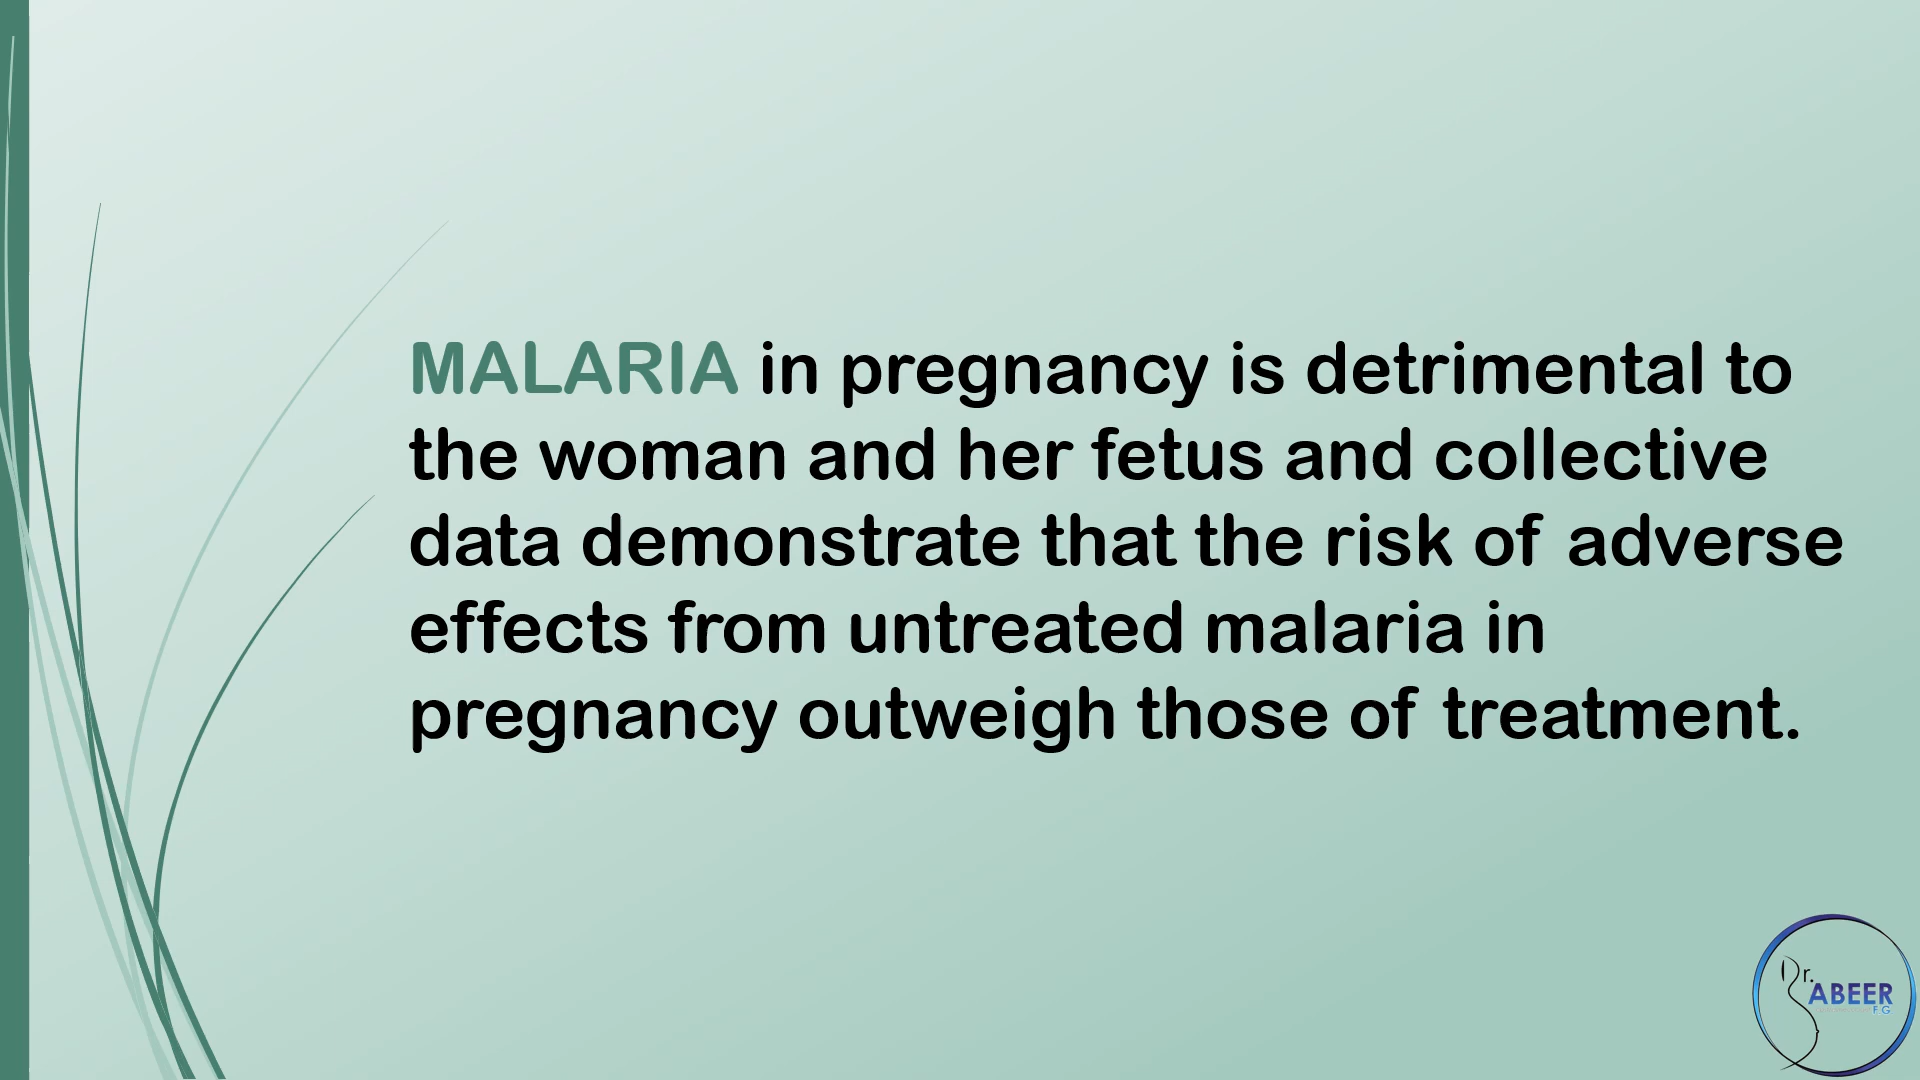 MALARIA in pregnancy is detrimental to
the woman and her fetus and collective
data demonstrate that the risk of adverse
effects from untreated malaria in
pregnancy outweigh those of treatment.
Dr.
ABEER
F.G